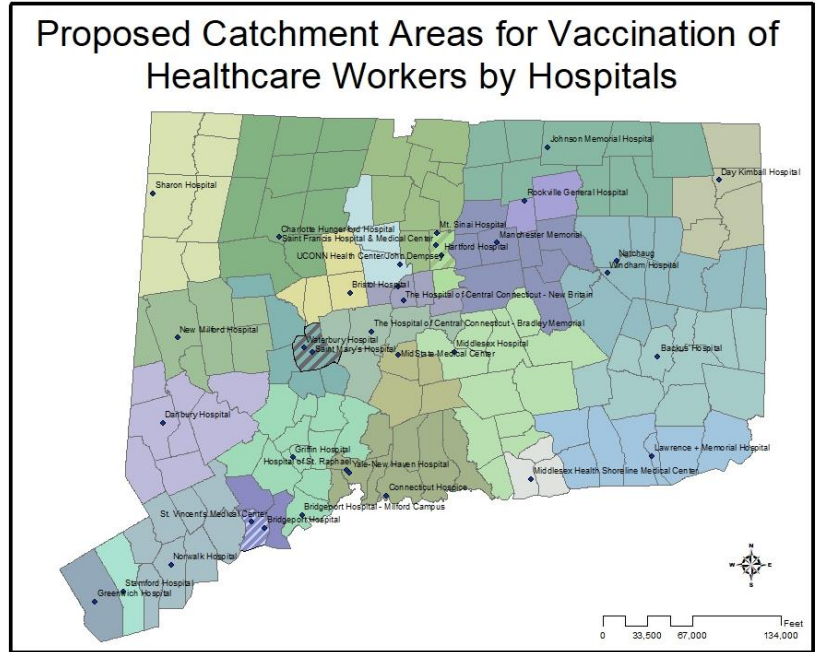 Proposed Catchment Areas for Vaccination of
Healthcare Workers by Hospitals
Johnson Memorial Hospital
Day Kimball Hospital
Sharon Hospital
Rockville General Hospital
Mt. Sinai Hospital
Charlotte Hungerford Hospital
Saint Francis Hospital & Medical Center
Manchester Memorial
Hartford Hospital
Natchaug
UCONN Health Center/John Dempsey
Windham Hospital
Bristol Hospital
The Hospital of Central Connecticut - New Britain
The Hospital of Central Connecticut - Bradley Memorial
New Milford Hospital
Waterbury Hospital
Saint Mary's Hospital
MidState Medical Center
Middlesex Hospital
Backus Hospital
Danbury Hospital
Griffin Hospital
Lawrence + Memorial Hospital
Hospital of St. Raphael
Yale-New Haven Hospital
Middlesex Health Shoreline Medical Center
Connecticut Hospice
Bridgeport Hospital - Milford Campus
St. Vincent's Medical Center
Bridgeport Hospital
Norwalk Hospital
Stamford Hospital
Greenwich Hospital
N
W E
S
Feet
0 33,500 67,000 134,000